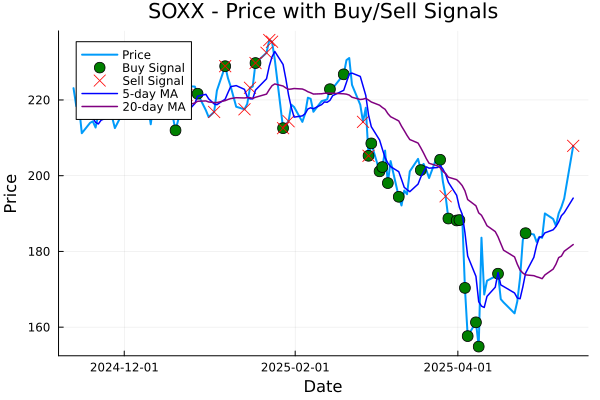 SOXX - Price with Buy/Sell Signals
Price
Buy Signal
Sell Signal
5-day MA
20-day MA
220
200
180
160
Price
2024-12-01
2025-02-01
2025-04-01
Date